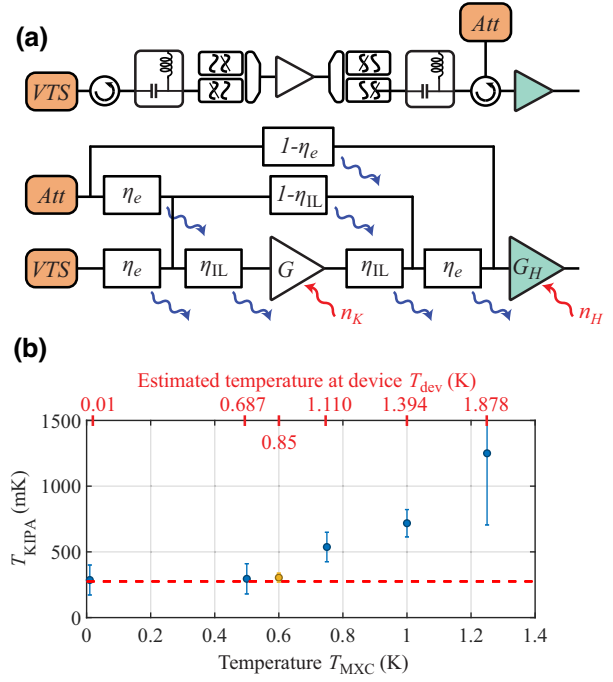 (a)
Att
VTS
1-ηe
Att
ηe
1-ηIL
VTS
ηe
ηIL
G
ηIL
ηe
GH
nK
nH
(b)
Estimated temperature at device Tdev (K)
0.01
0.687
1.110
1.394
1.878
0.85
1500
1000
500
0
TKIPA (mK)
0
0.2
0.4
0.6
0.8
1
1.2
1.4
Temperature TMXC (K)